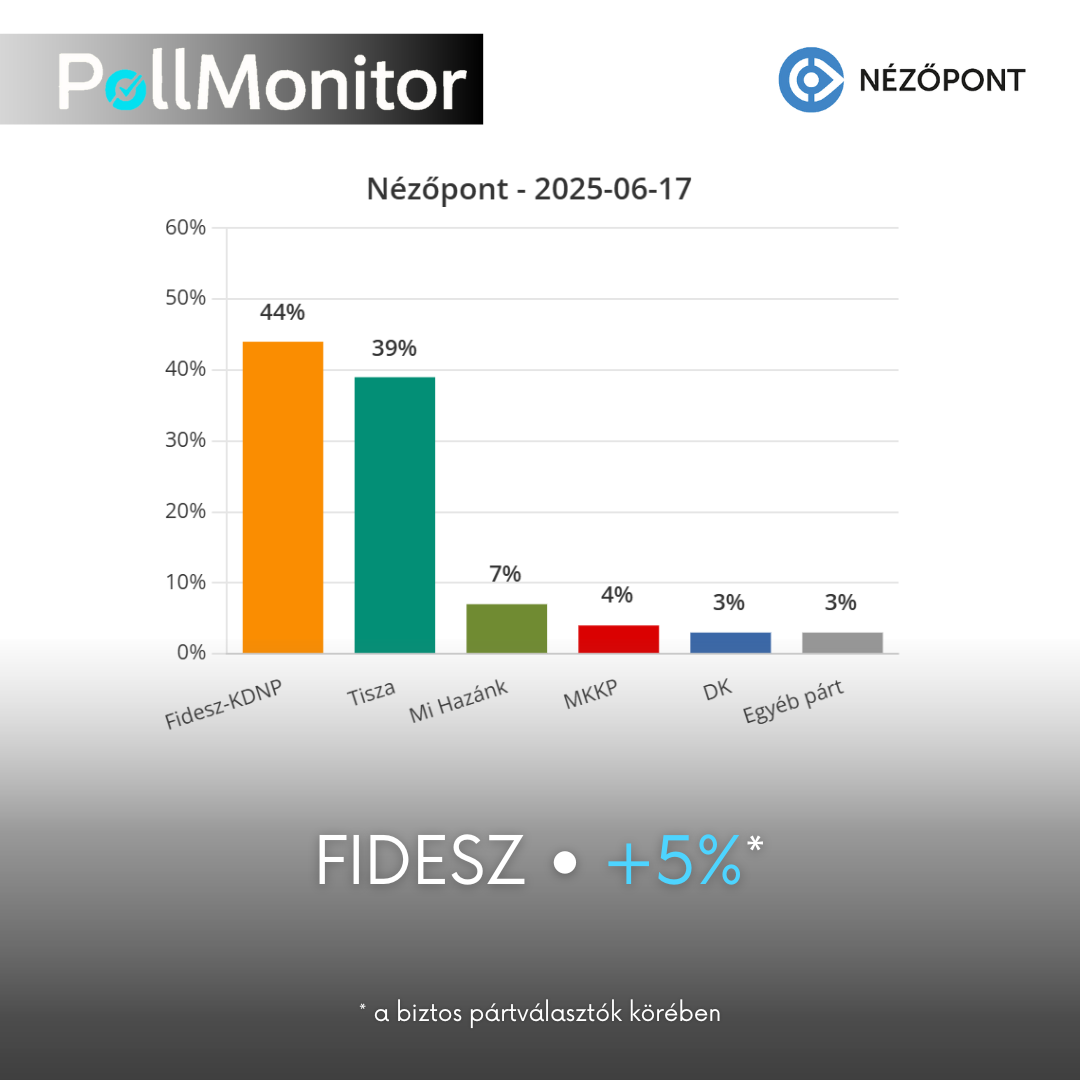 PollMonitor
NÉZŐPONT
Nézőpont - 2025-06-17
60%
50%
40%
30%
20%
10%
0%
44%
39%
7%
4%
3%
3%
Fidesz-KDNP
Tisza
Mi Hazánk
MKKP
DK
Egyéb párt
FIDESZ • +5%*
* a biztos pártválasztók körében